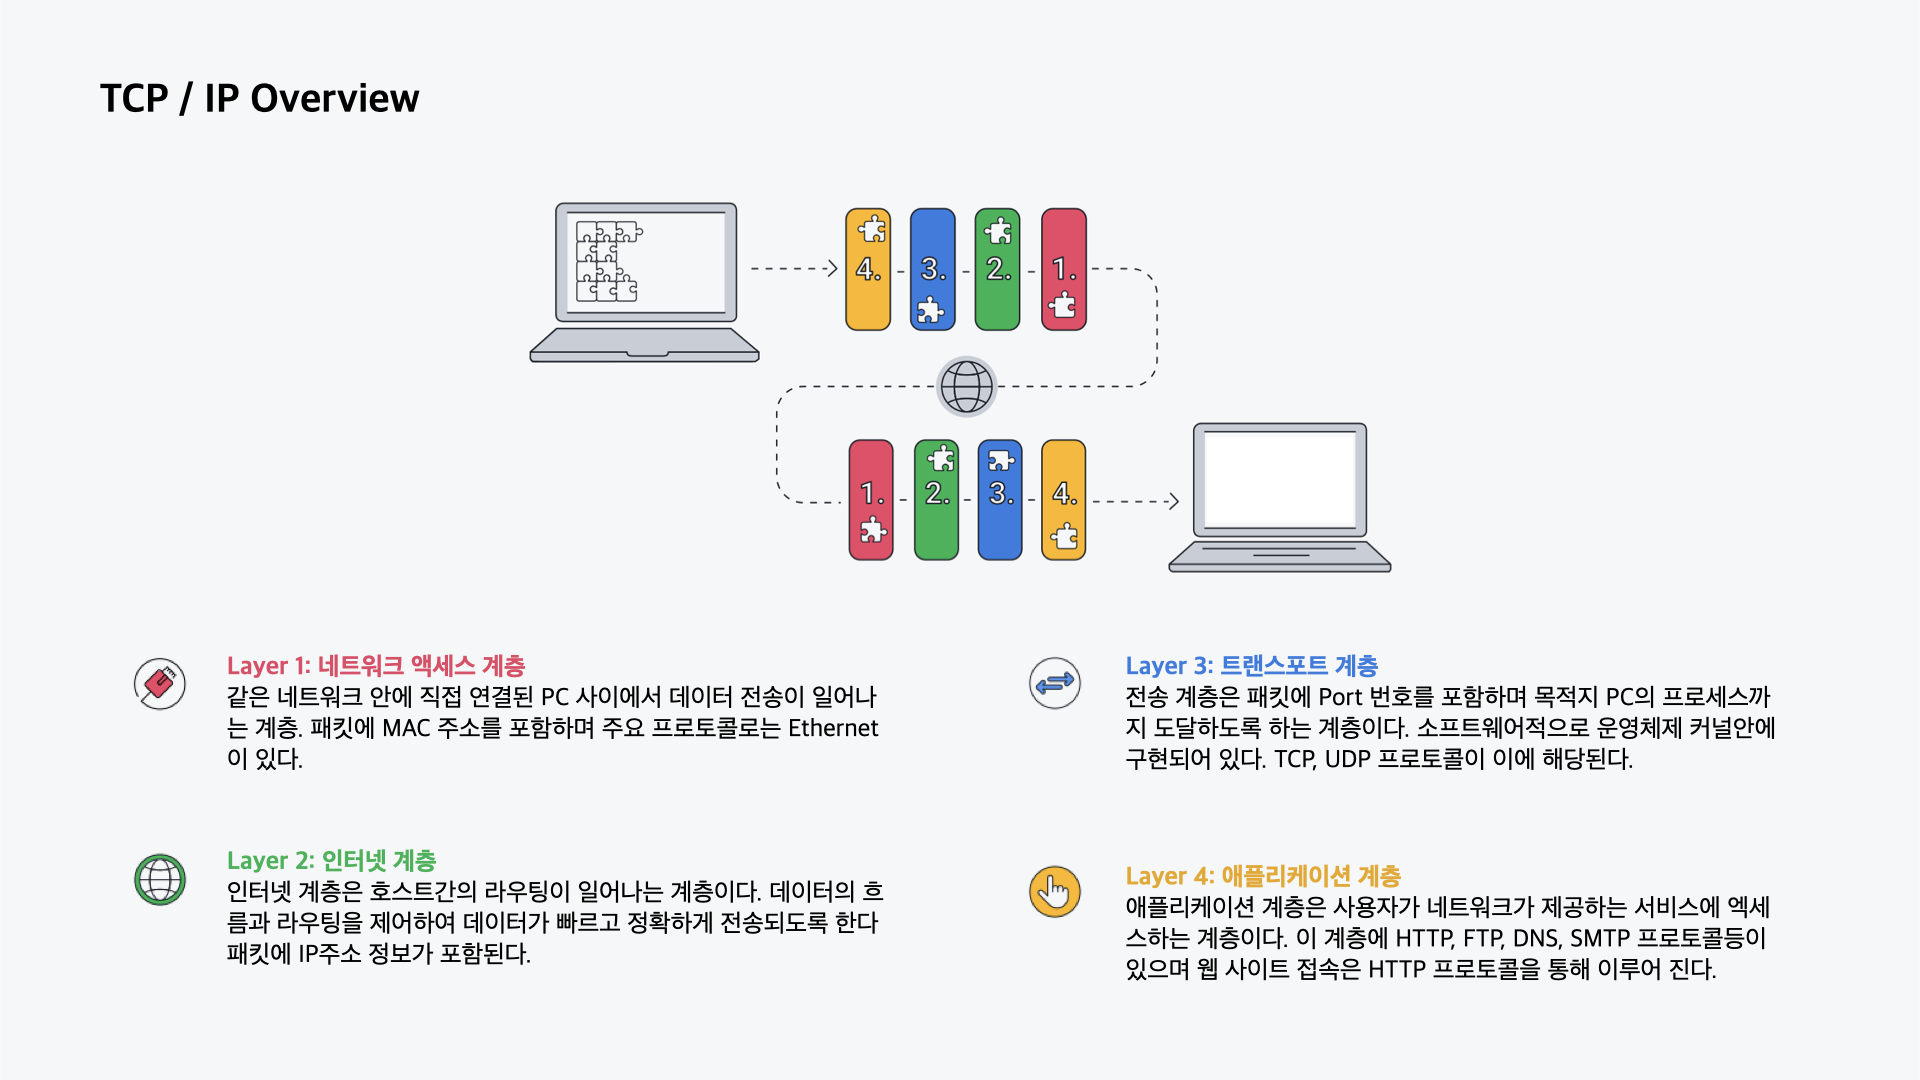 TCP / IP Overview
4. 3. 2. 1.
1. 2. 3. 4.
Layer 1: 네트워크 액세스 계층
같은 네트워크 안에 직접 연결된 PC 사이에서 데이터 전송이 일어나
는 계층. 패킷에 MAC 주소를 포함하며 주요 프로토콜로는 Ethernet
이 있다.
Layer 2: 인터넷 계층
인터넷 계층은 호스트간의 라우팅이 일어나는 계층이다. 데이터의 흐
름과 라우팅을 제어하여 데이터가 빠르고 정확하게 전송되도록 한다
패킷에 IP주소 정보가 포함된다.
Layer 3: 트랜스포트 계층
전송 계층은 패킷에 Port 번호를 포함하며 목적지 PC의 프로세스까
지 도달하도록 하는 계층이다. 소프트웨어적으로 운영체제 커널안에
구현되어 있다. TCP, UDP 프로토콜이 이에 해당된다.
Layer 4: 애플리케이션 계층
애플리케이션 계층은 사용자가 네트워크가 제공하는 서비스에 엑세
스하는 계층이다. 이 계층에 HTTP, FTP, DNS, SMTP 프로토콜등이
있으며 웹 사이트 접속은 HTTP 프로토콜을 통해 이루어 진다.